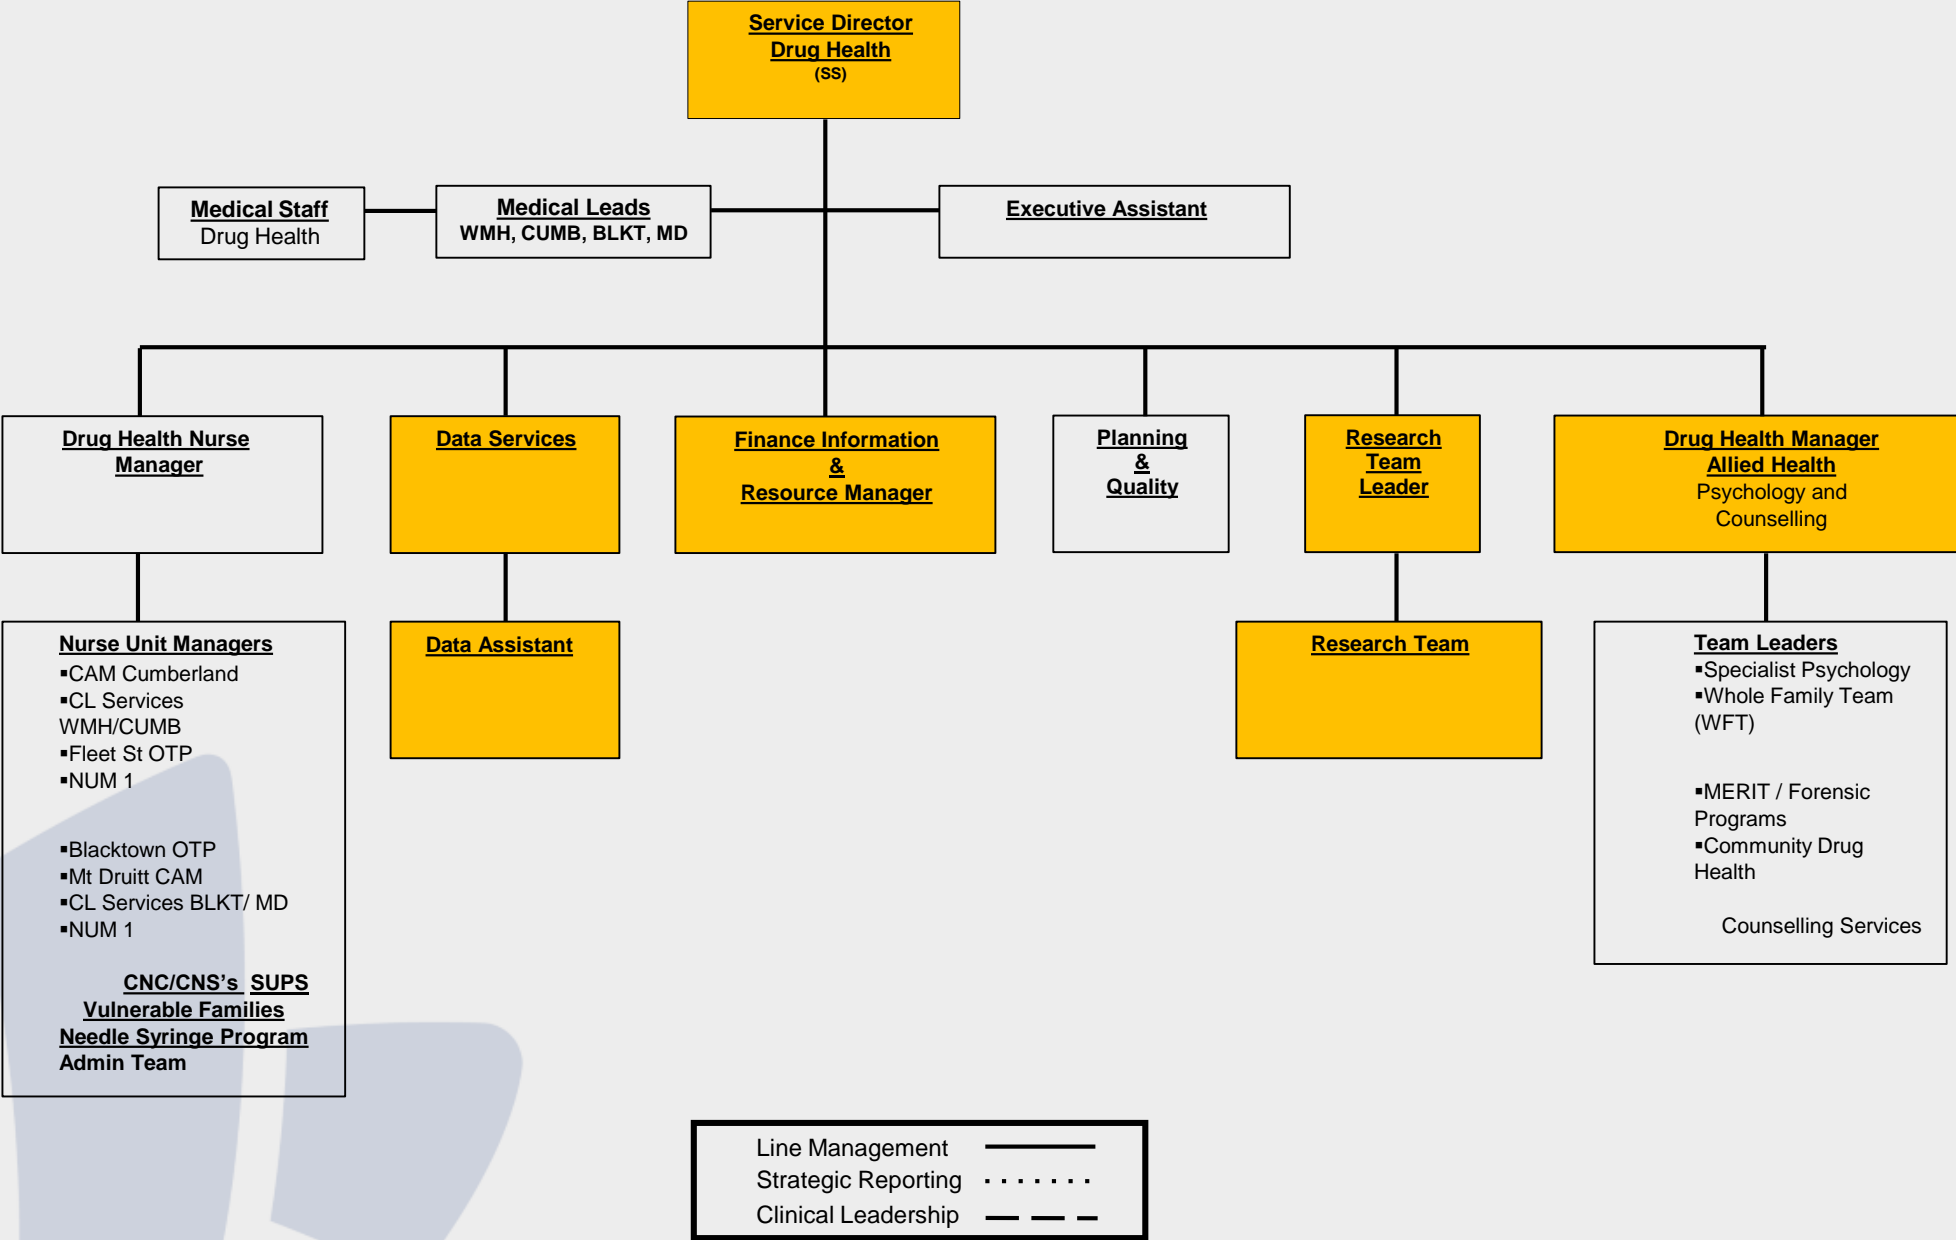 Service Director
Drug Health
(SS)
Medical Staff
Drug Health
Medical Leads
WMH, CUMB, BLKT, MD
Executive Assistant
Drug Health Nurse
Manager
Data Services
Finance Information
&
Resource Manager
Planning
&
Quality
Research
Team
Leader
Drug Health Manager
Allied Health
Psychology and
Counselling
Nurse Unit Managers
▪CAM Cumberland
▪CL Services
WMH/CUMB
▪Fleet St OTP
▪NUM 1
▪Blacktown OTP
▪Mt Druitt CAM
▪CL Services BLKT/ MD
▪NUM 1
CNC/CNS’s SUPS
Vulnerable Families
Needle Syringe Program
Admin Team
Data Assistant
Research Team
Team Leaders
▪Specialist Psychology
▪Whole Family Team
(WFT)
▪MERIT / Forensic
Programs
▪Community Drug
Health
Counselling Services
Line Management
Strategic Reporting
Clinical Leadership